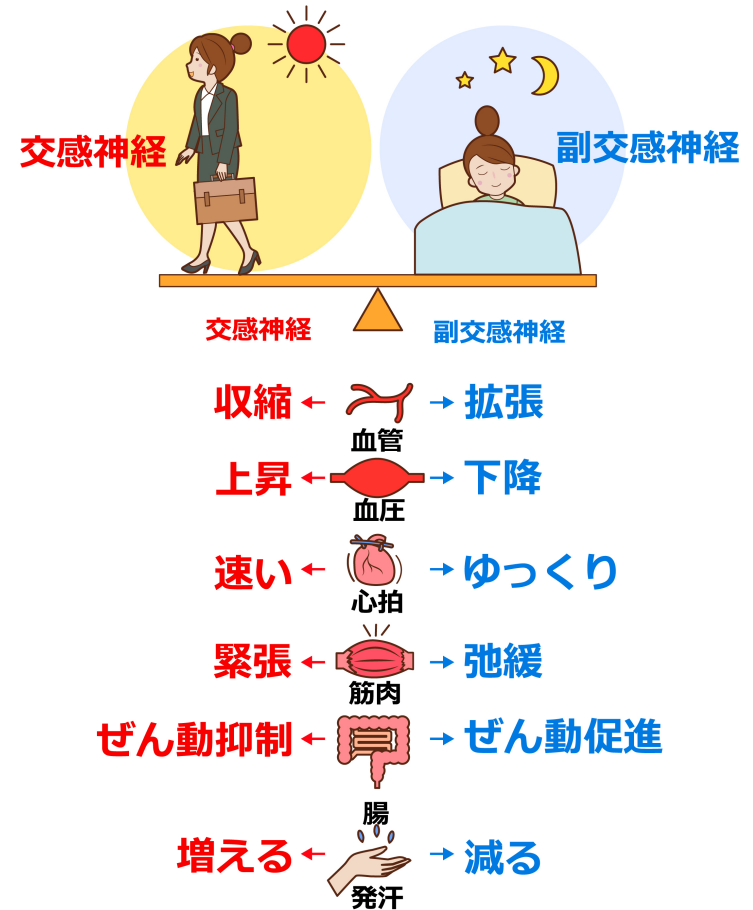 交感神経
副交感神経
交感神経
副交感神経
収縮
拡張
血管
上昇
下降
血圧
速い
ゆっくり
心拍
緊張
弛緩
筋肉
ぜん動抑制
ぜん動促進
腸
増える
減る
発汗